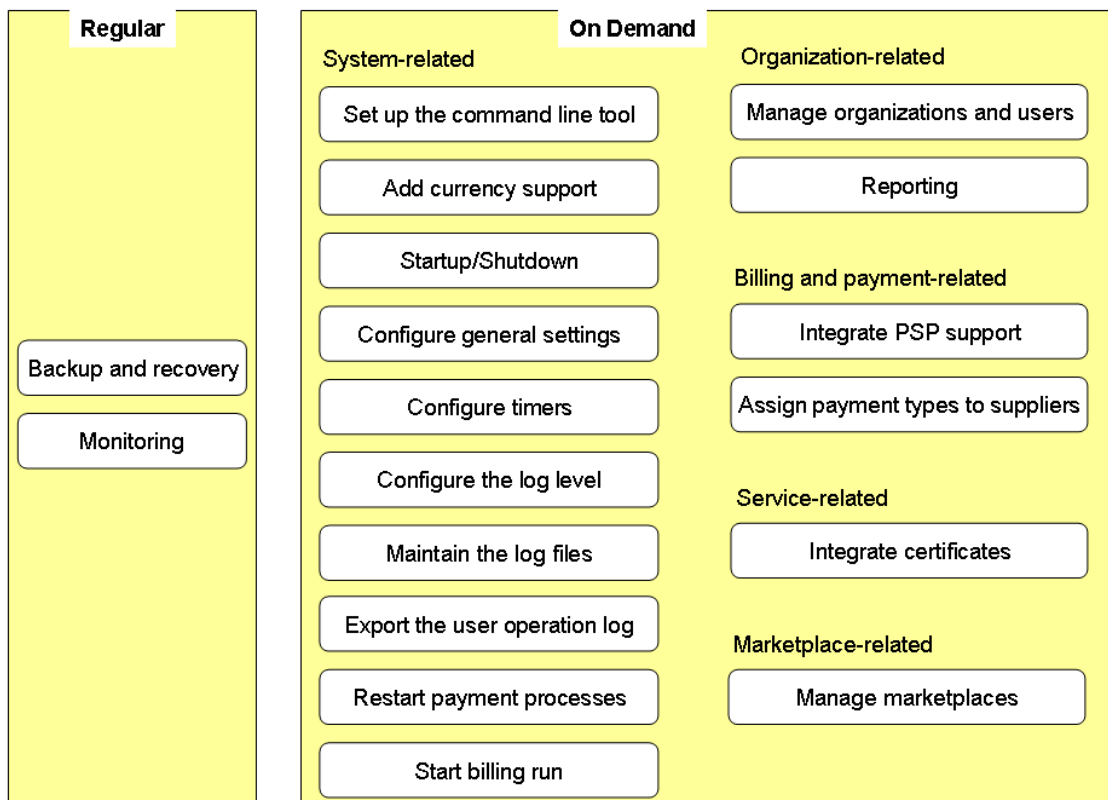 Regular
Backup and recovery
Monitoring
On Demand
System-related
Set up the command line tool
Add currency support
Startup/Shutdown
Configure general settings
Configure timers
Configure the log level
Maintain the log files
Export the user operation log
Restart payment processes
Start billing run
Organization-related
Manage organizations and users
Reporting
Billing and payment-related
Integrate PSP support
Assign payment types to suppliers
Service-related
Integrate certificates
Marketplace-related
Manage marketplaces